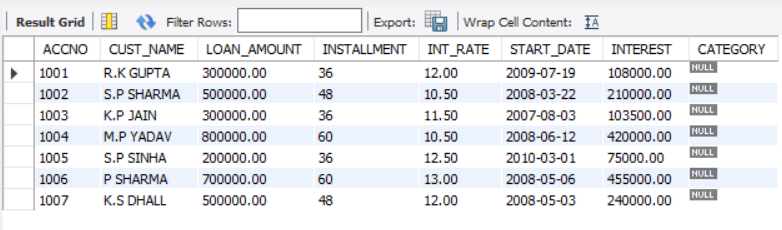 Result Grid Filter Rows: Export: Wrap Cell Content: IA
ACCNO CUST_NAME LOAN_AMOUNT INSTALLMENT INT_RATE START_DATE INTEREST CATEGORY
1001 R.K GUPTA 300000.00 36 12.00 2009-07-19 108000.00 NULL
1002 S.P SHARMA 500000.00 48 10.50 2008-03-22 210000.00 NULL
1003 K.P JAIN 300000.00 36 11.50 2007-08-03 103500.00 NULL
1004 M.P YADAV 800000.00 60 10.50 2008-06-12 420000.00 NULL
1005 S.P SINHA 200000.00 36 12.50 2010-03-01 75000.00 NULL
1006 P SHARMA 700000.00 60 13.00 2008-05-06 455000.00 NULL
1007 K.S DHALL 500000.00 48 12.00 2008-05-03 240000.00 NULL